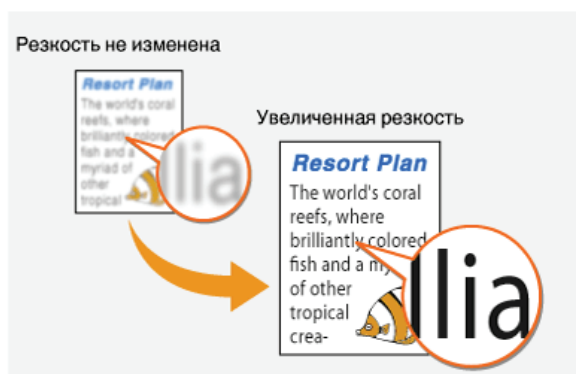 Резкость не изменена
Resort Plan
The world's coral
reefs, where
brilliantly colored
fish and a
myriad of
other
tropical
llia
Увеличенная резкость
Resort Plan
The world's coral
reefs, where
brilliantly colored
fish and a my
of other
tropical
crea-
llia